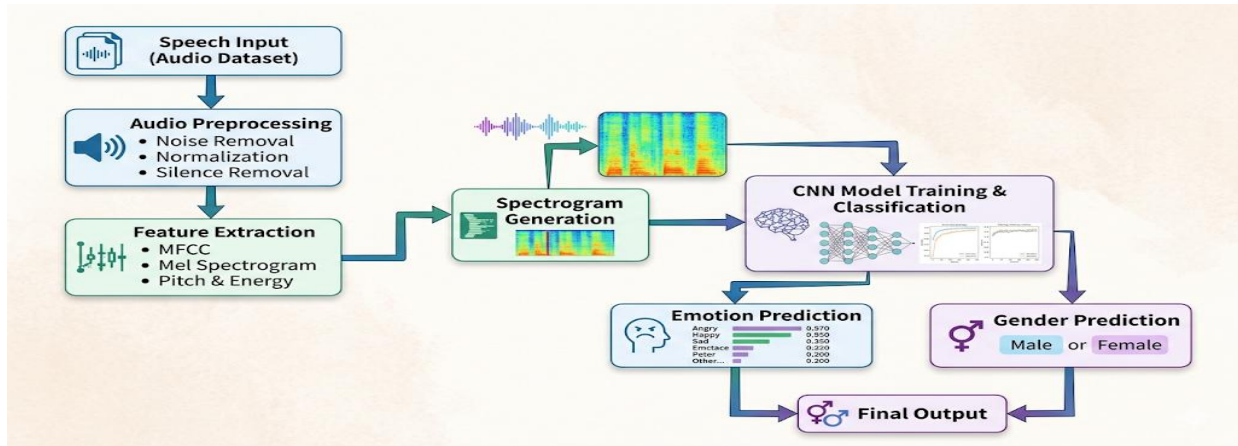 Speech Input
(Audio Dataset)
Audio Preprocessing
• Noise Removal
• Normalization
• Silence Removal
Feature Extraction
• MFCC
• Mel Spectrogram
• Pitch & Energy
Spectrogram
Generation
CNN Model Training &
Classification
Emotion Prediction
Angry 0.570
Happy 0.550
Sad 0.350
Emctace 0.220
Peter 0.200
Other... 0.200
Gender Prediction
Male or Female
Final Output